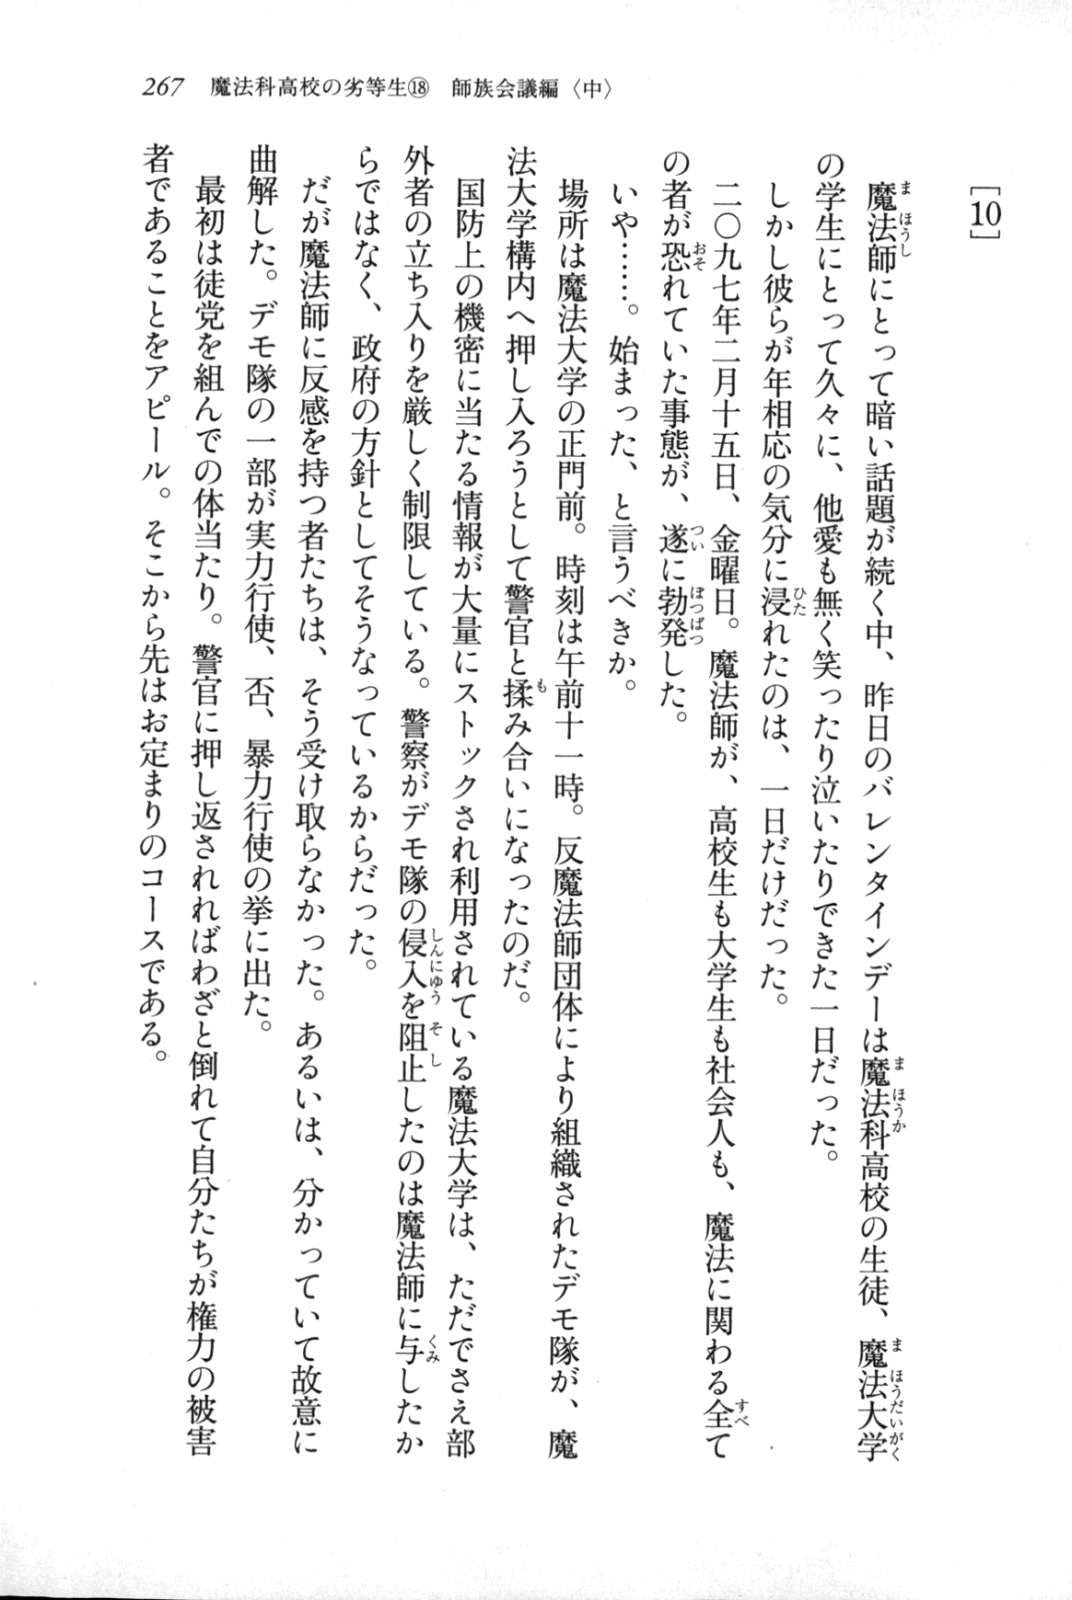 267 魔法科高校の劣等生⑱ 師族会議編〈中〉
[10]
魔法師にとって暗い話題が続く中、昨日のバレンタインデーは魔法科高校の生徒、魔法大学
の学生にとって久々に、他愛も無く笑ったり泣いたりできた一日だった。
しかし彼らが年相応の気分に浸れたのは、一日だけだった。
二〇九七年二月十五日、金曜日。魔法師が、高校生も大学生も社会人も、魔法に関わる全て
の者が恐れていた事態が、遂に勃発した。
いや……。始まった、と言うべきか。
場所は魔法大学の正門前。時刻は午前十一時。反魔法師団体により組織されたデモ隊が、魔
法大学構内へ押し入ろうとして警官と揉み合いになったのだ。
国防上の機密に当たる情報が大量にストックされ利用されている魔法大学は、ただでさえ部
外者の立ち入りを厳しく制限している。警察がデモ隊の侵入を阻止したのは魔法師に与したか
らではなく、政府の方針としてそうなっているからだった。
だが魔法師に反感を持つ者たちは、そう受け取らなかった。あるいは、分かっていて故意に
曲解した。デモ隊の一部が実力行使、否、暴力行使の挙に出た。
最初は徒党を組んでの体当たり。警官に押し返されればわざと倒れて自分たちが権力の被害
者であることをアピール。そこから先はお定まりのコースである。